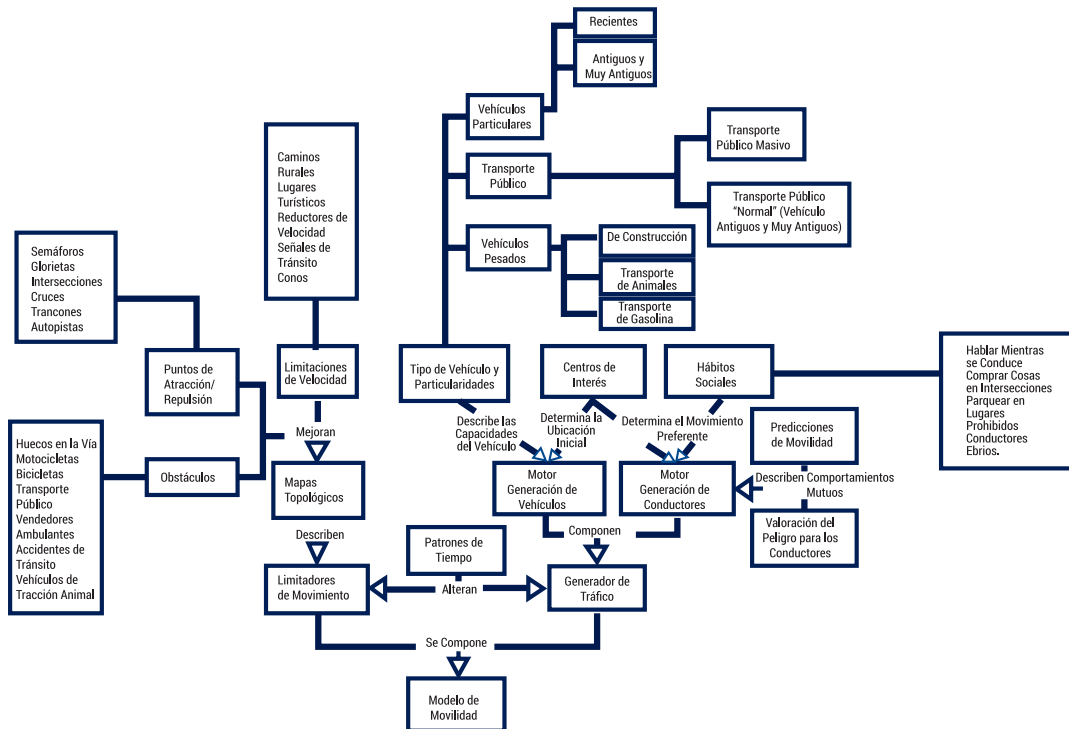 Recientes
Antiguos y
Muy Antiguos
Vehículos
Particulares
Transporte
Público Masivo
Transporte
Público
Transporte Público
“Normal” (Vehículo
Antiguos y Muy Antiguos)
Vehículos
Pesados
De Construcción
Transporte
de Animales
Transporte
de Gasolina
Caminos
Rurales
Lugares
Turísticos
Reductores de
Velocidad
Señales de
Tránsito
Conos
Semáforos
Glorietas
Intersecciones
Cruces
Trancones
Autopistas
Puntos de
Atracción/
Repulsión
Limitaciones
de Velocidad
Tipo de Vehículo y
Particularidades
Centros de
Interés
Hábitos
Sociales
Hablar Mientras
se Conduce
Comprar Cosas
en Intersecciones
Parquear en
Lugares
Prohibidos
Conductores
Ebrios.
Huecos en la Vía
Motocicletas
Bicicletas
Transporte
Público
Vendedores
Ambulantes
Accidentes de
Tránsito
Vehículos de
Tracción Animal
Obstáculos
Mejoran
Describe las
Capacidades
del Vehículo
Determina la
Ubicación
Inicial
Determina el Movimiento
Preferente
Predicciones
de Movilidad
Mapas
Topológicos
Motor
Generación de
Vehículos
Motor
Generación de
Conductores
Describen Comportamientos
Mutuos
Valoración del
Peligro para los
Conductores
Describen
Patrones de
Tiempo
Componen
Limitadores
de Movimiento
Alteran
Generador de
Tráfico
Se Compone
Modelo de
Movilidad